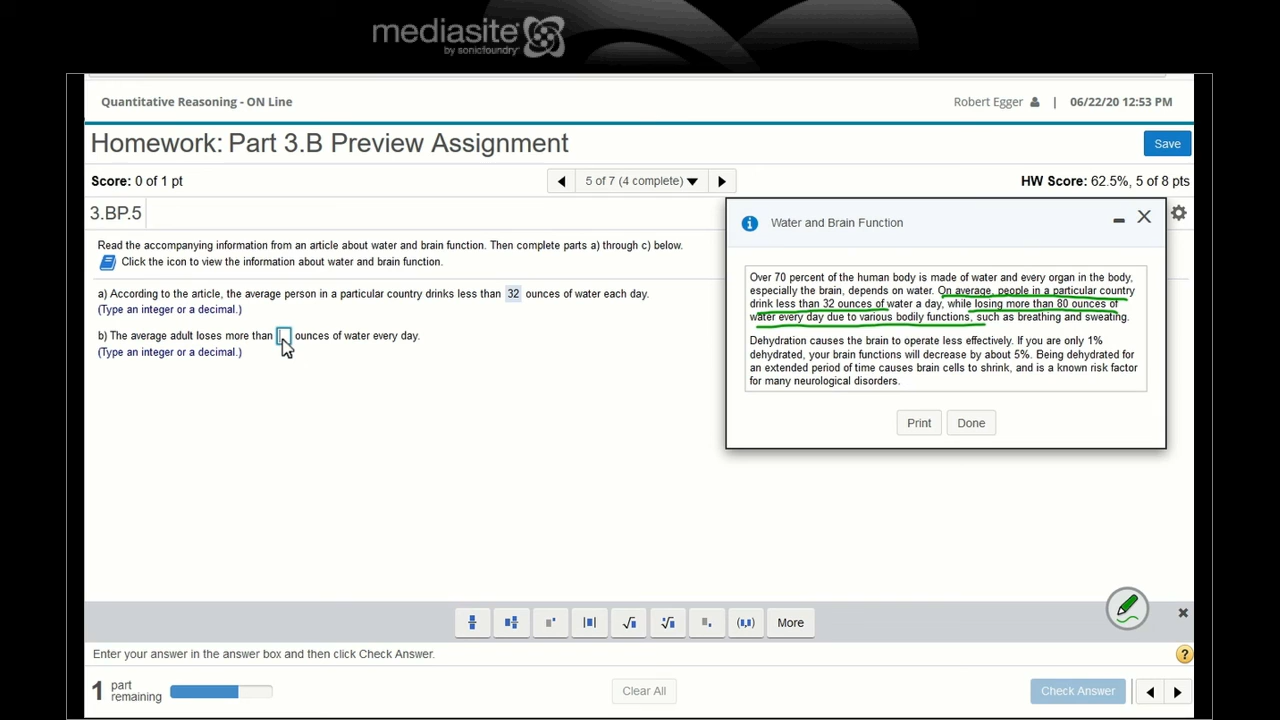 mediasite
by sonicfoundry
Quantitative Reasoning - ON Line
Robert Egger | 06/22/20 12:53 PM
Homework: Part 3.B Preview Assignment
Save
Score: 0 of 1 pt
5 of 7 (4 complete)
HW Score: 62.5%, 5 of 8 pts
3.BP.5
Read the accompanying information from an article about water and brain function. Then complete parts a) through c) below.
Click the icon to view the information about water and brain function.
a) According to the article, the average person in a particular country drinks less than 32 ounces of water each day.
(Type an integer or a decimal.)
b) The average adult loses more than ounces of water every day.
(Type an integer or a decimal.)
Water and Brain Function
Over 70 percent of the human body is made of water and every organ in the body,
especially the brain, depends on water. On average, people in a particular country
drink less than 32 ounces of water a day, while losing more than 80 ounces of
water every day due to various bodily functions, such as breathing and sweating.
Dehydration causes the brain to operate less effectively. If you are only 1%
dehydrated, your brain functions will decrease by about 5%. Being dehydrated for
an extended period of time causes brain cells to shrink, and is a known risk factor
for many neurological disorders.
Print
Done
More
Enter your answer in the answer box and then click Check Answer.
?
1 part
remaining
Clear All
Check Answer